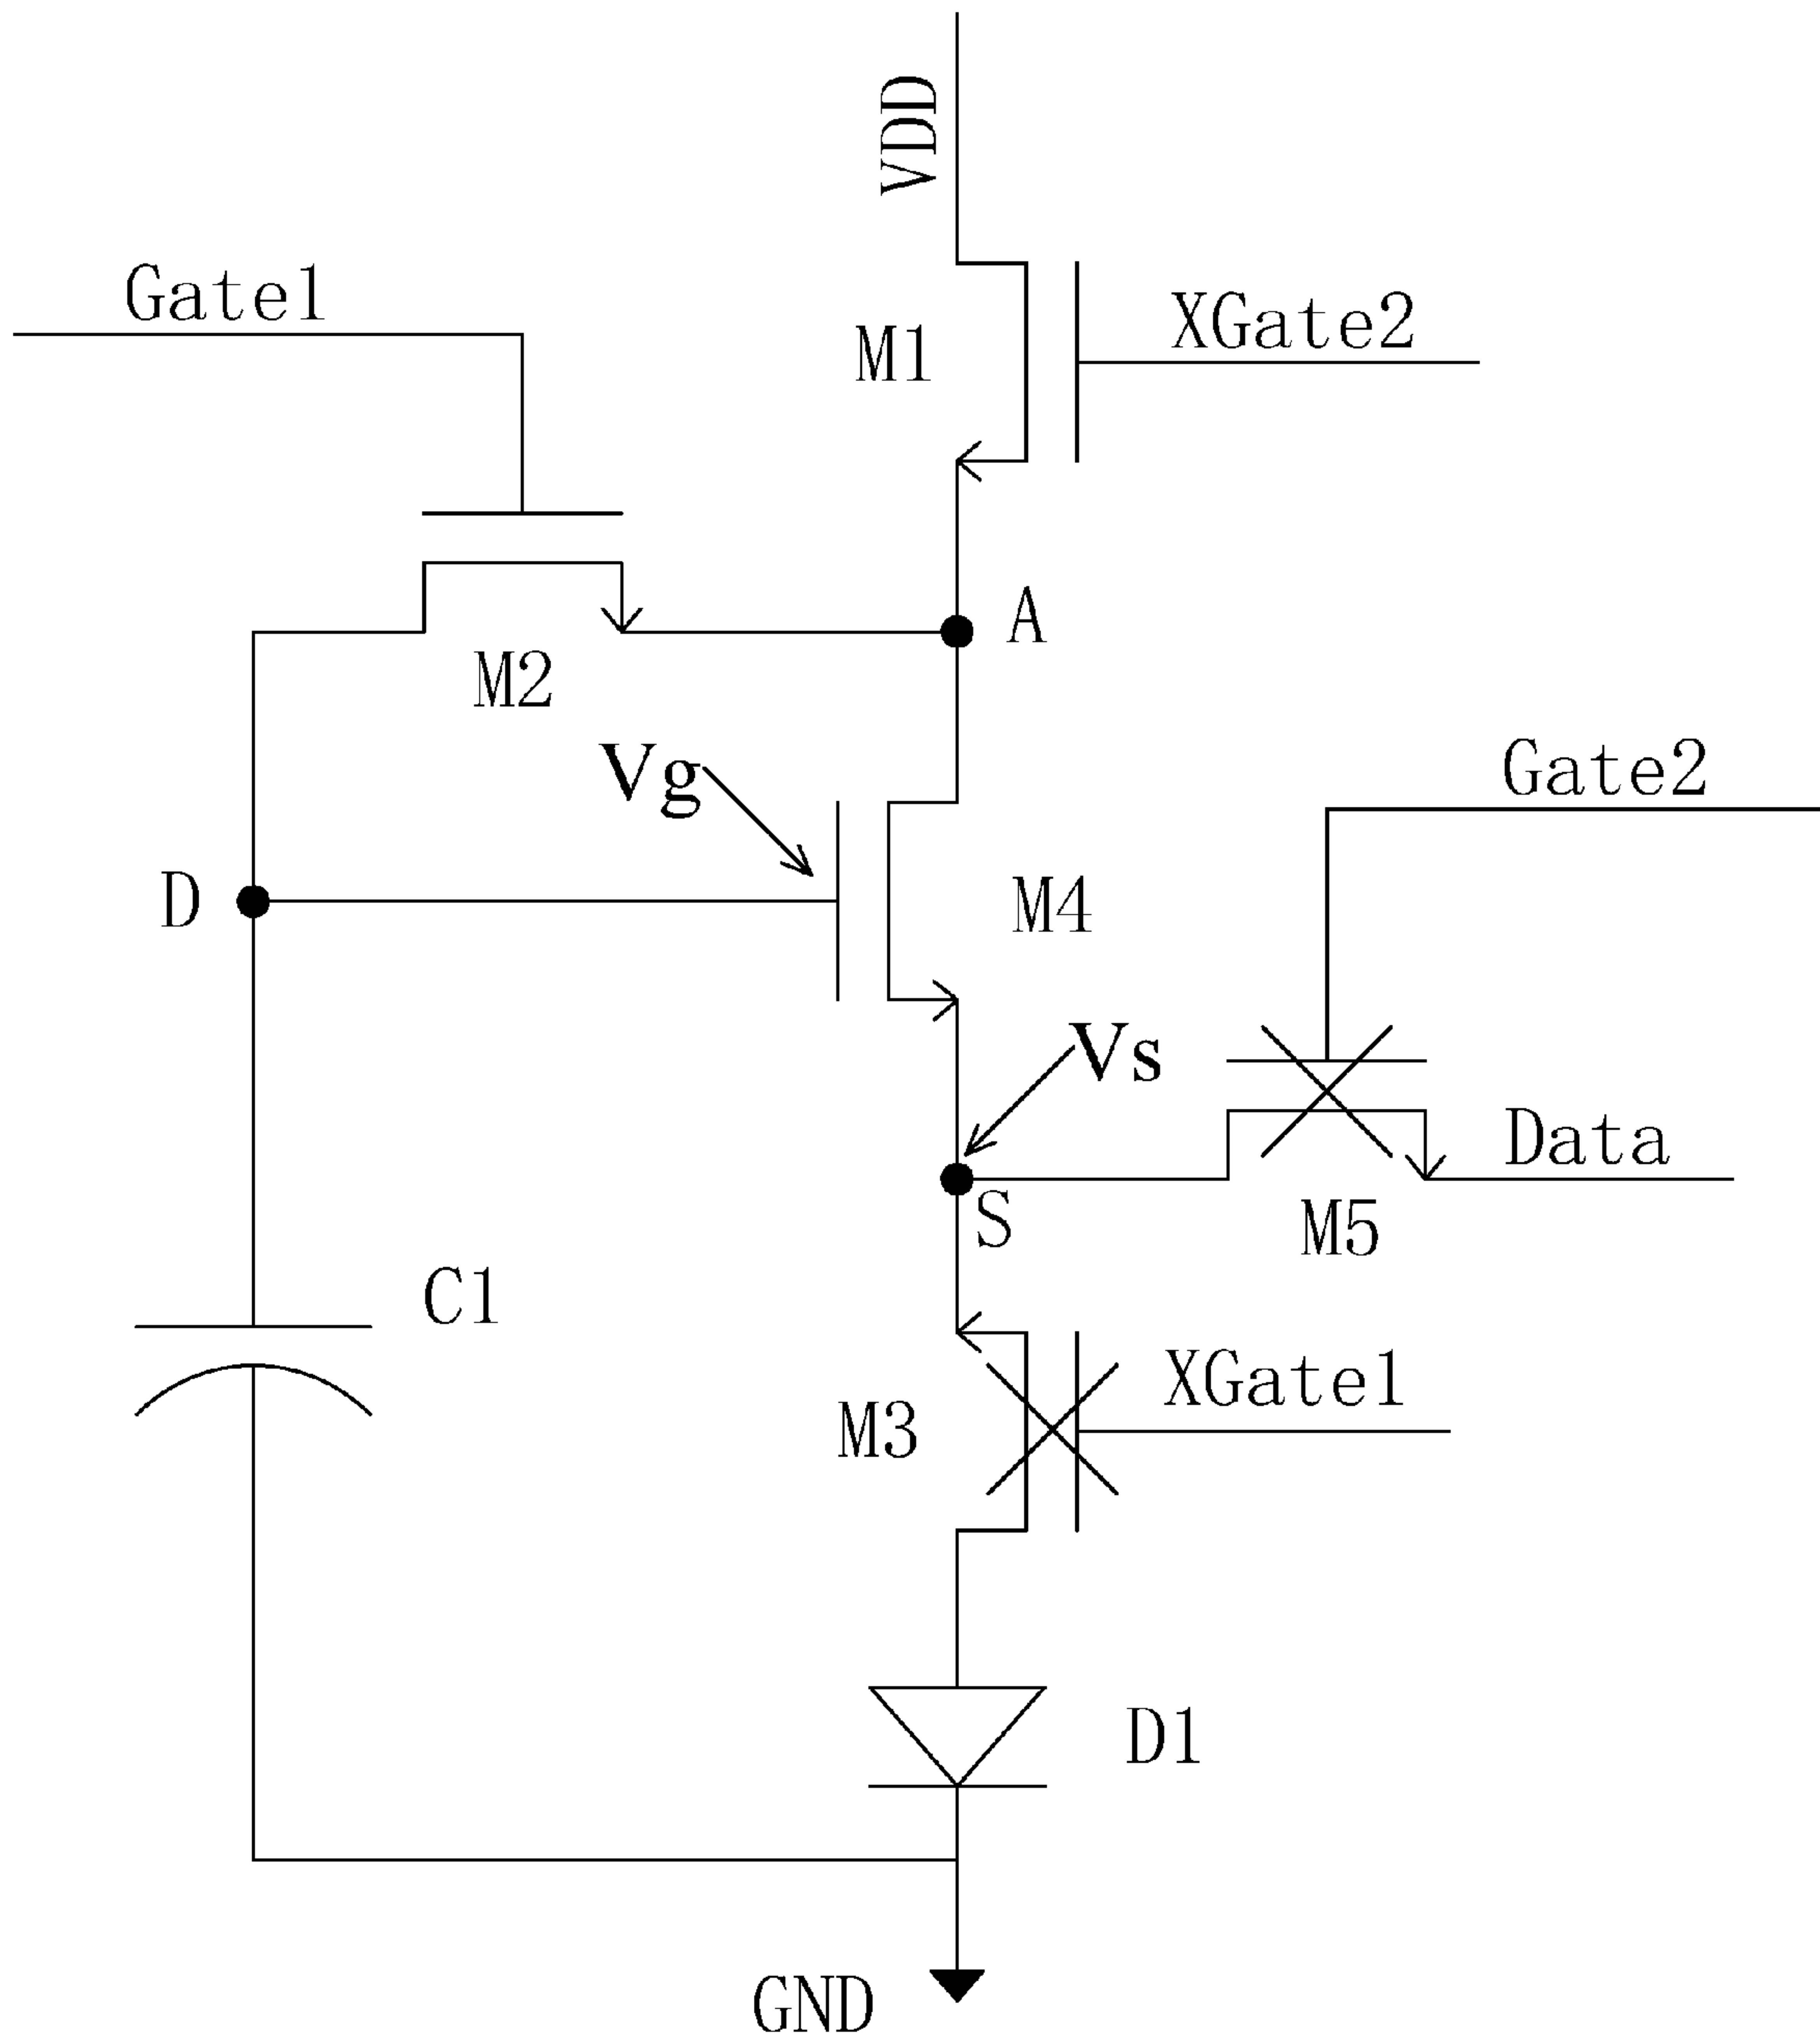 VDD
Gate1
XGate2
M1
A
M2
Vg
Gate2
D
M4
Vs
Data
S
M5
C1
XGate1
M3
D1
GND